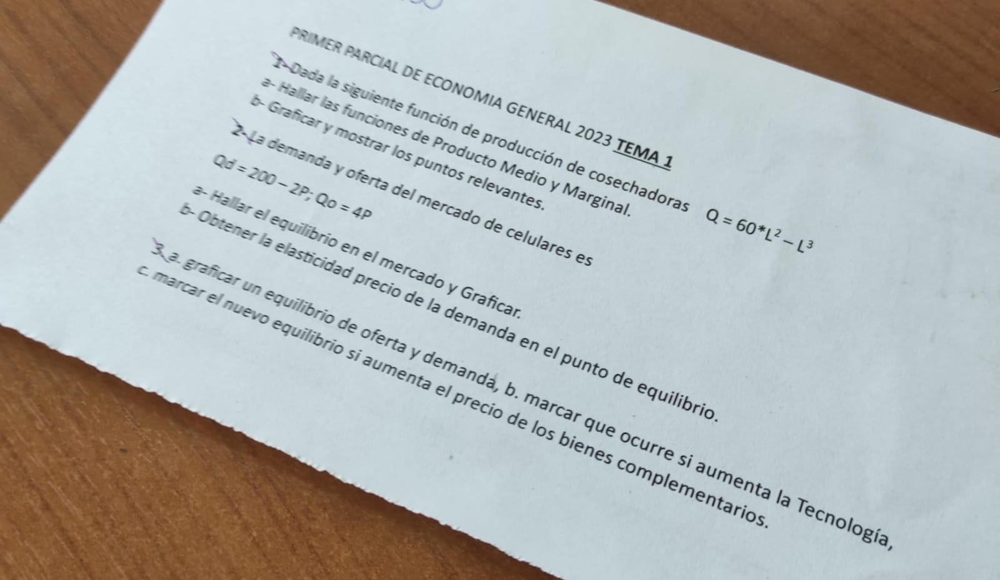 PRIMER PARCIAL DE ECONOMIA GENERAL 2023 TEMA 1
1- Dada la siguiente función de producción de cosechadoras Q = 60*L² – L³
a- Hallar las funciones de Producto Medio y Marginal.
b- Graficar y mostrar los puntos relevantes.
2- La demanda y oferta del mercado de celulares es
Qd = 200 – 2P; Qo = 4P
a- Hallar el equilibrio en el mercado y Graficar.
b- Obtener la elasticidad precio de la demanda en el punto de equilibrio.
3. a. graficar un equilibrio de oferta y demanda, b. marcar que ocurre si aumenta la Tecnología,
c. marcar el nuevo equilibrio si aumenta el precio de los bienes complementarios.